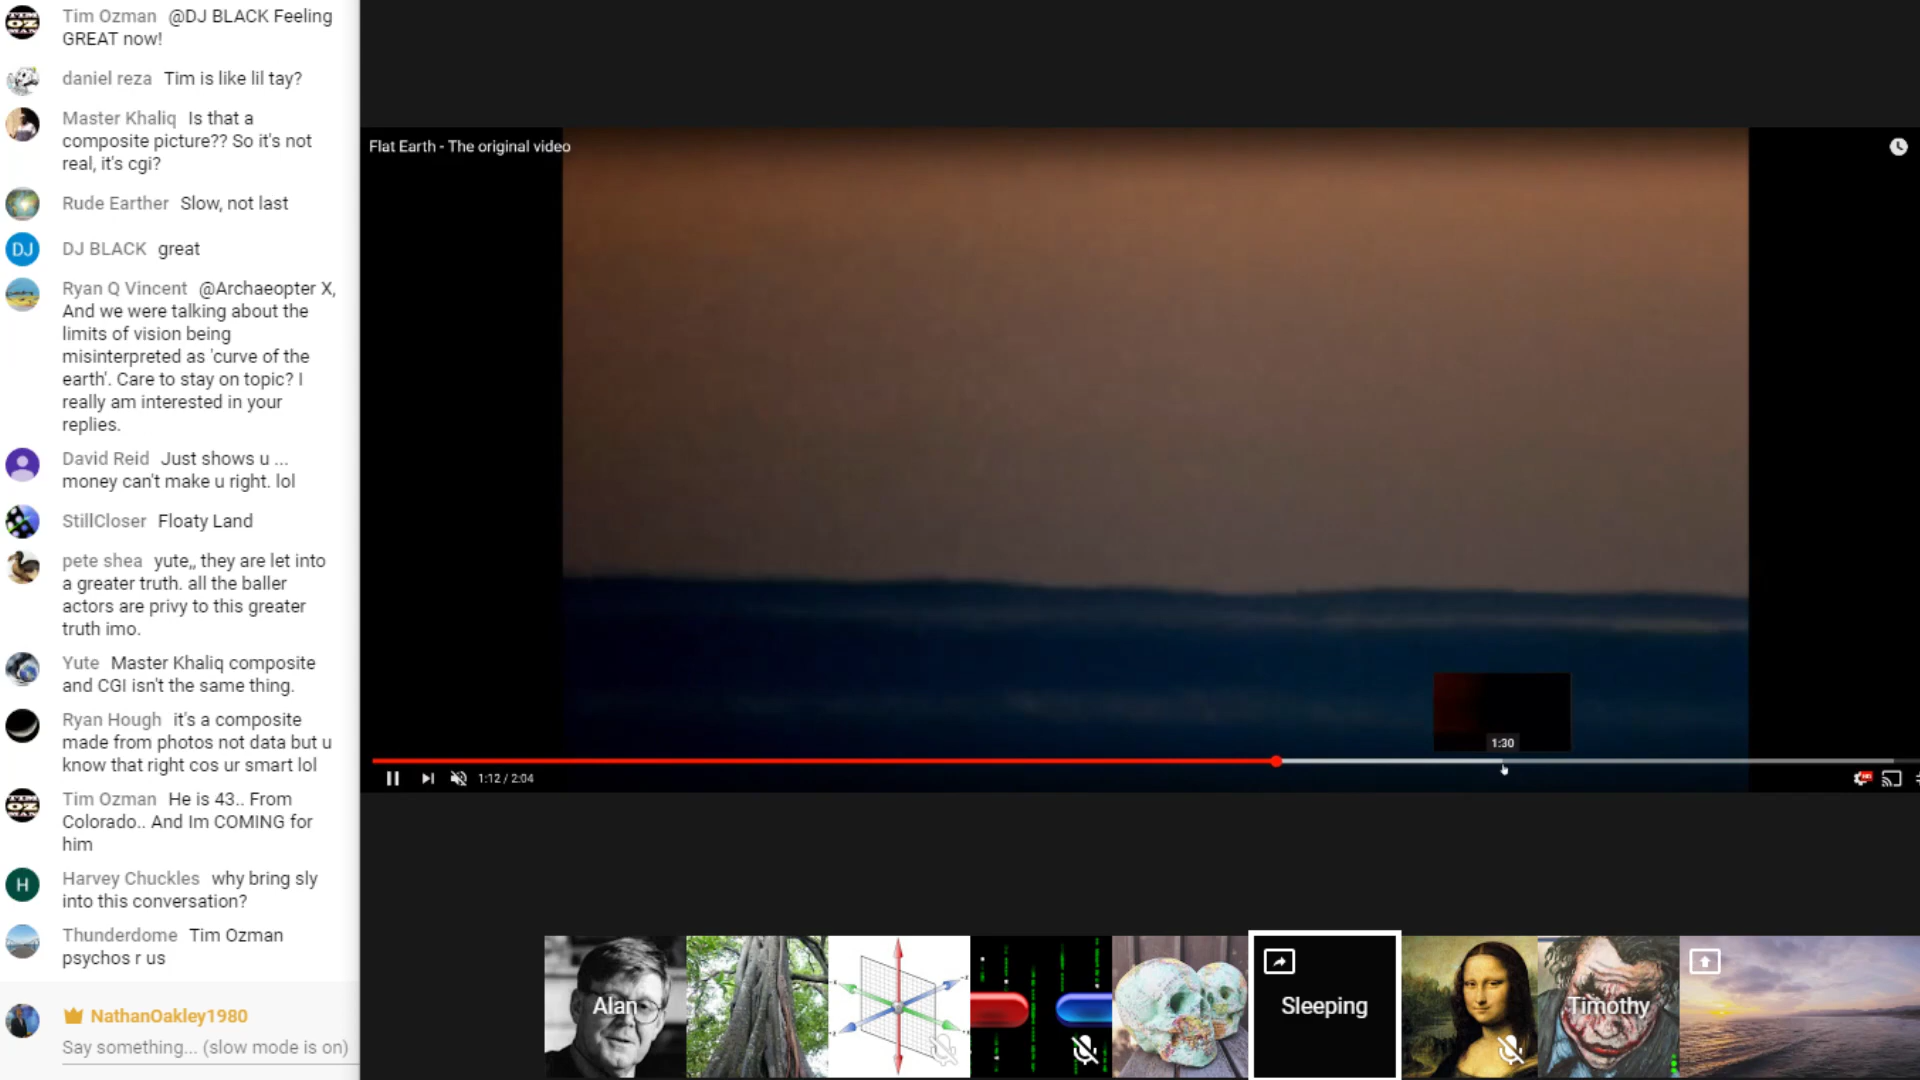 Tim Ozman @DJ BLACK Feeling
GREAT now!
daniel reza Tim is like lil tay?
Master Khaliq Is that a
composite picture?? So it's not
real, it's cgi?
Rude Earther Slow, not last
DJ DJ BLACK great
Ryan Q Vincent @Archaeopter X,
And we were talking about the
limits of vision being
misinterpreted as 'curve of the
earth'. Care to stay on topic? I
really am interested in your
replies.
David Reid Just shows u ...
money can't make u right. lol
StillCloser Floaty Land
pete shea yute,, they are let into
a greater truth. all the baller
actors are privy to this greater
truth imo.
Yute Master Khaliq composite
and CGI isn't the same thing.
Ryan Hough it's a composite
made from photos not data but u
know that right cos ur smart lol
Tim Ozman He is 43.. From
Colorado.. And Im COMING for
him
H Harvey Chuckles why bring sly
into this conversation?
Thunderdome Tim Ozman
psychos r us
NathanOakley1980
Say something... (slow mode is on)
Flat Earth - The original video
1:30
1:12 / 2:04
Alan
Sleeping
Timothy